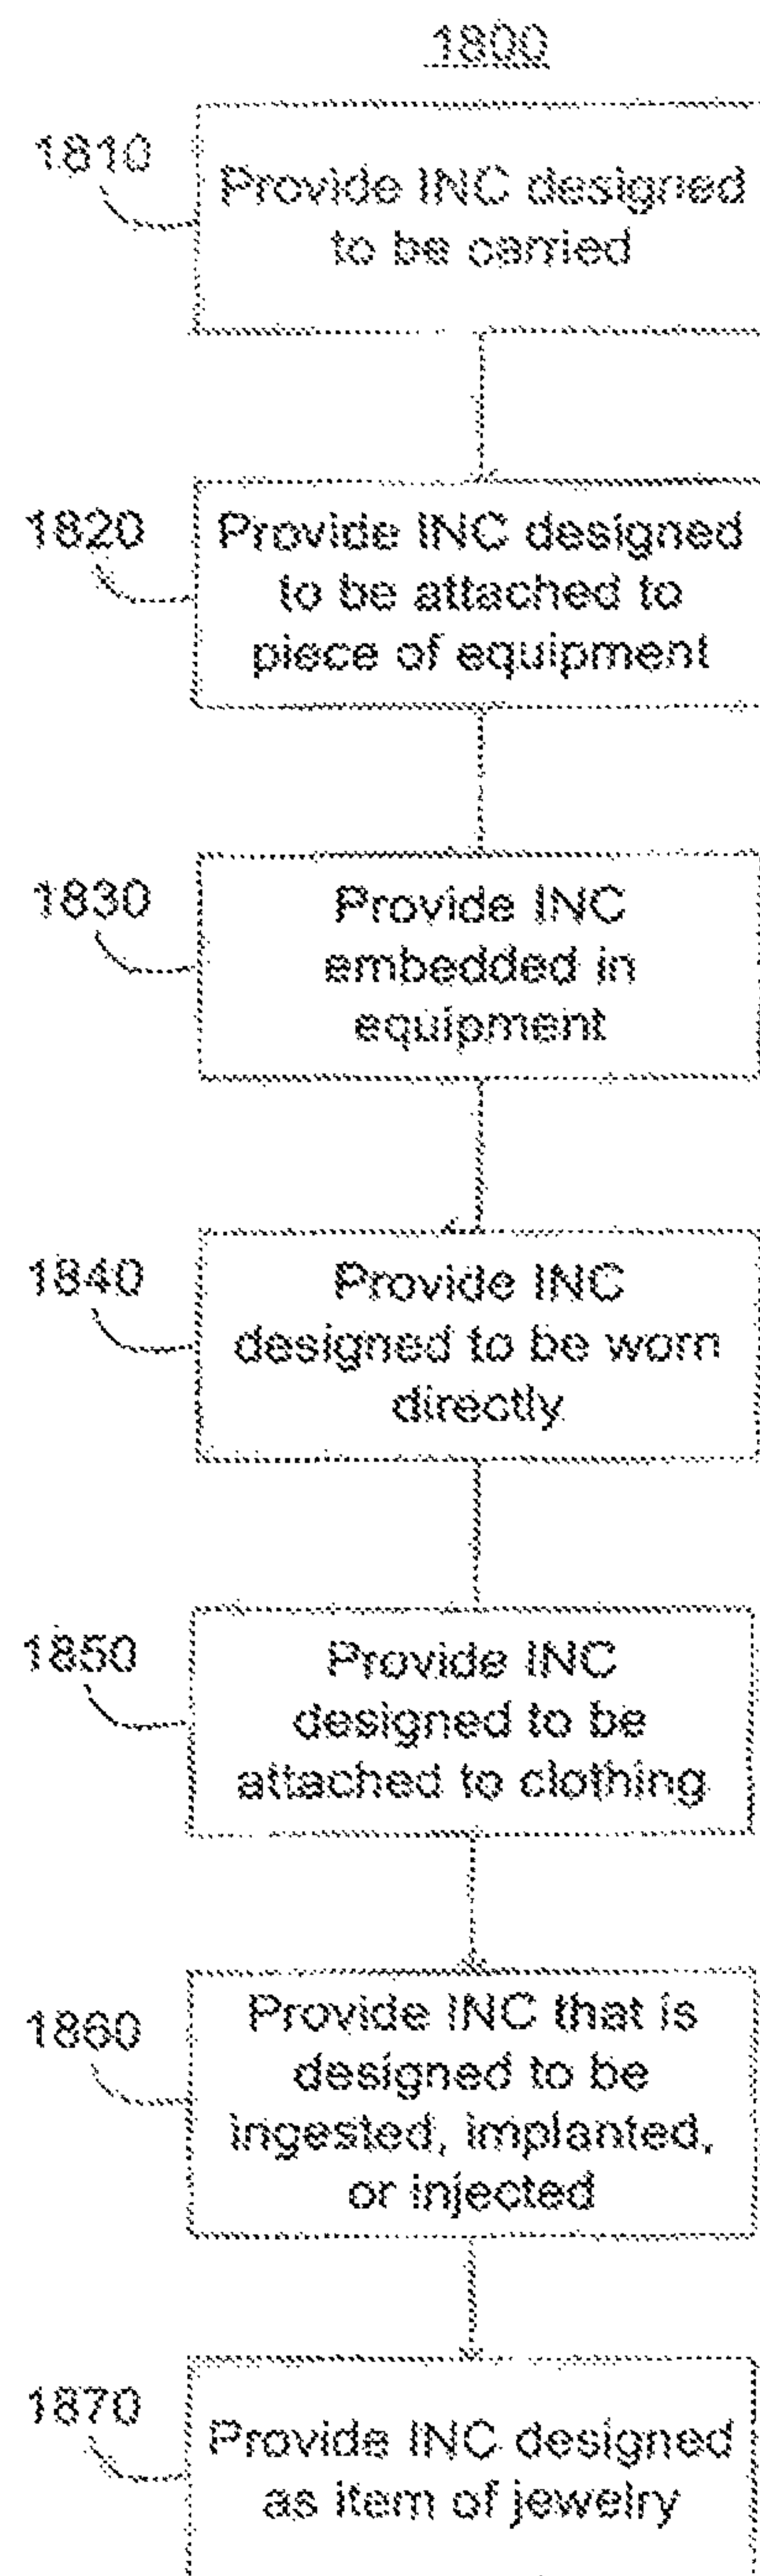 1800
1810
Provide INC designed
to be carried
1820
Provide INC designed
to be attached to
piece of equipment
1830
Provide INC
embedded in
equipment
1840
Provide INC
designed to be worn
directly
1850
Provide INC
designed to be
attached to clothing
1860
Provide INC that is
designed to be
ingested, implanted,
or injected
1870
Provide INC designed
as item of jewelry